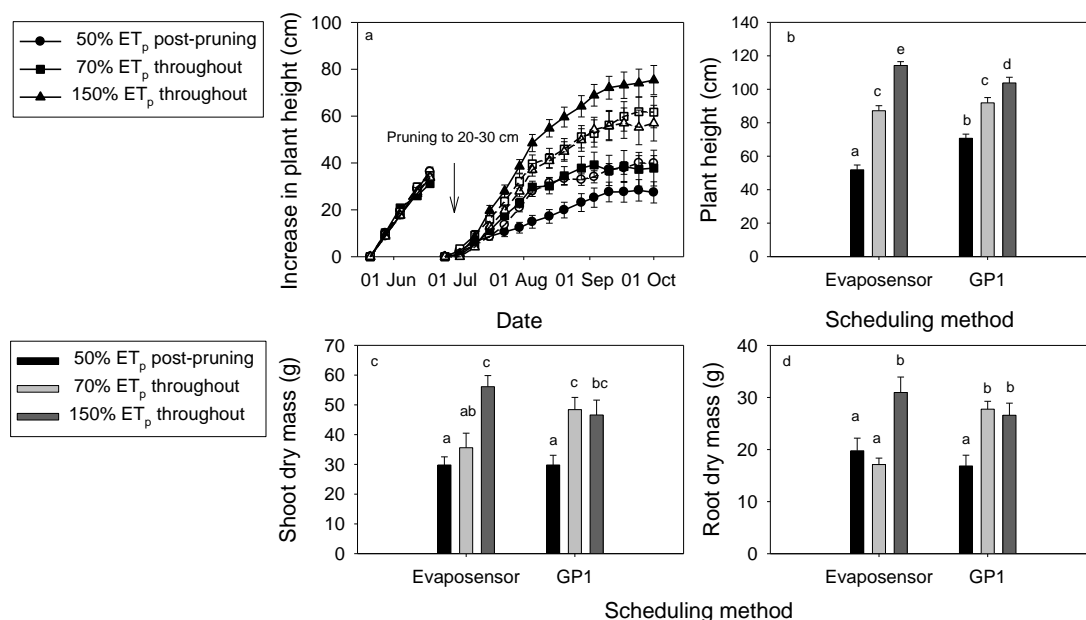 50% ETp post-pruning
70% ETp throughout
150% ETp throughout
Increase in plant height (cm)
100
80
60
40
20
0
a
Pruning to 20-30 cm
01 Jun 01 Jul 01 Aug 01 Sep 01 Oct
Date
Plant height (cm)
140
120
100
80
60
40
20
0
b
a
c
e
b
c
d
Evaposensor GP1
Scheduling method
50% ETp post-pruning
70% ETp throughout
150% ETp throughout
Shoot dry mass (g)
70
60
50
40
30
20
10
0
c
a
ab
c
a
c
bc
Evaposensor GP1
Root dry mass (g)
40
30
20
10
0
d
a
a
b
a
b
b
Evaposensor GP1
Scheduling method